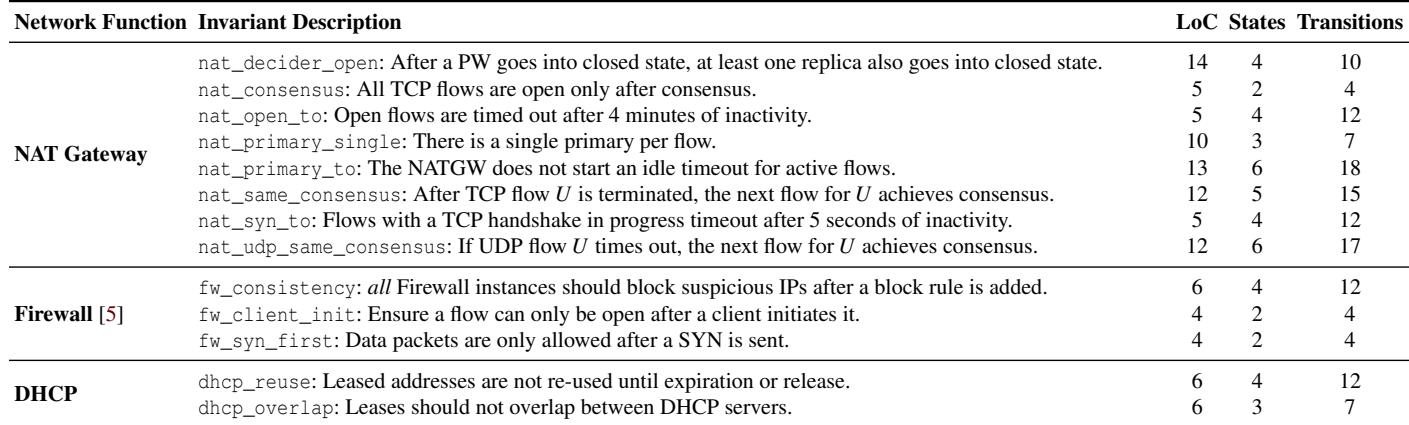 Network Function Invariant Description LoC States Transitions
nat_decider_open: After a PW goes into closed state, at least one replica also goes into closed state. 14 4 10
nat_consensus: All TCP flows are open only after consensus. 5 2 4
nat_open_to: Open flows are timed out after 4 minutes of inactivity. 5 4 12
NAT Gateway nat_primary_single: There is a single primary per flow. 10 3 7
nat_primary_to: The NATGW does not start an idle timeout for active flows. 13 6 18
nat_same_consensus: After TCP flow U is terminated, the next flow for U achieves consensus. 12 5 15
nat_syn_to: Flows with a TCP handshake in progress timeout after 5 seconds of inactivity. 5 4 12
nat_udp_same_consensus: If UDP flow U times out, the next flow for U achieves consensus. 12 6 17
fw_consistency: all Firewall instances should block suspicious IPs after a block rule is added. 6 4 12
Firewall [5] fw_client_init: Ensure a flow can only be open after a client initiates it. 4 2 4
fw_syn_first: Data packets are only allowed after a SYN is sent. 4 2 4
DHCP dhcp_reuse: Leased addresses are not re-used until expiration or release. 6 4 12
dhcp_overlap: Leases should not overlap between DHCP servers. 6 3 7